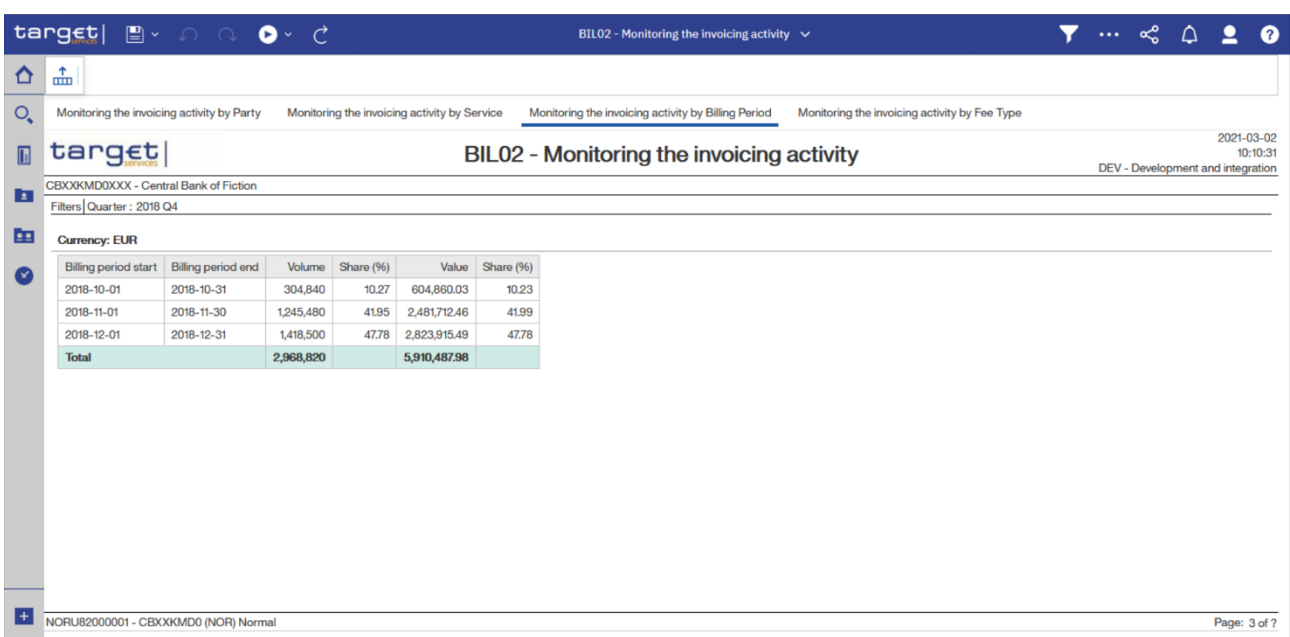 target| services
BIL02 - Monitoring the invoicing activity
Monitoring the invoicing activity by Party Monitoring the invoicing activity by Service Monitoring the invoicing activity by Billing Period Monitoring the invoicing activity by Fee Type
target| services
BIL02 - Monitoring the invoicing activity
2021-03-02
10:10:31
DEV - Development and integration
CBXXKMD0XXX - Central Bank of Fiction
Filters| Quarter : 2018 Q4
Currency: EUR
Billing period start Billing period end Volume Share (%) Value Share (%)
2018-10-01 2018-10-31 304,840 10.27 604,860.03 10.23
2018-11-01 2018-11-30 1,245,480 41.95 2,481,712.46 41.99
2018-12-01 2018-12-31 1,418,500 47.78 2,823,915.49 47.78
Total 2,968,820 5,910,487.98
NORU82000001 - CBXXKMD0 (NOR) Normal
Page: 3 of ?